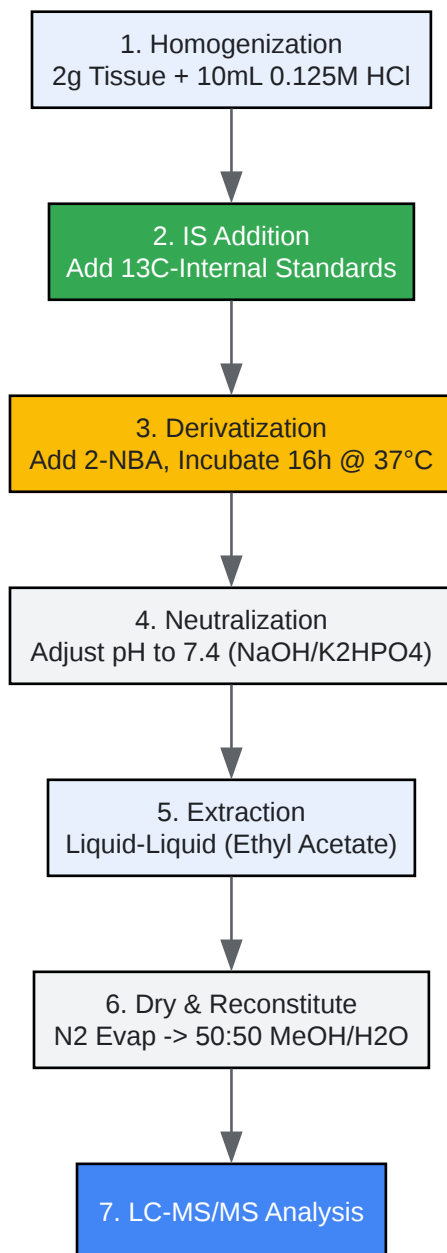 1. Homogenization
2g Tissue + 10mL 0.125M HCl
2. IS Addition
Add 13C-Internal Standards
3. Derivatization
Add 2-NBA, Incubate 16h @ 37°C
4. Neutralization
Adjust pH to 7.4 (NaOH/K2HPO4)
5. Extraction
Liquid-Liquid (Ethyl Acetate)
6. Dry & Reconstitute
N2 Evap -> 50:50 MeOH/H2O
7. LC-MS/MS Analysis